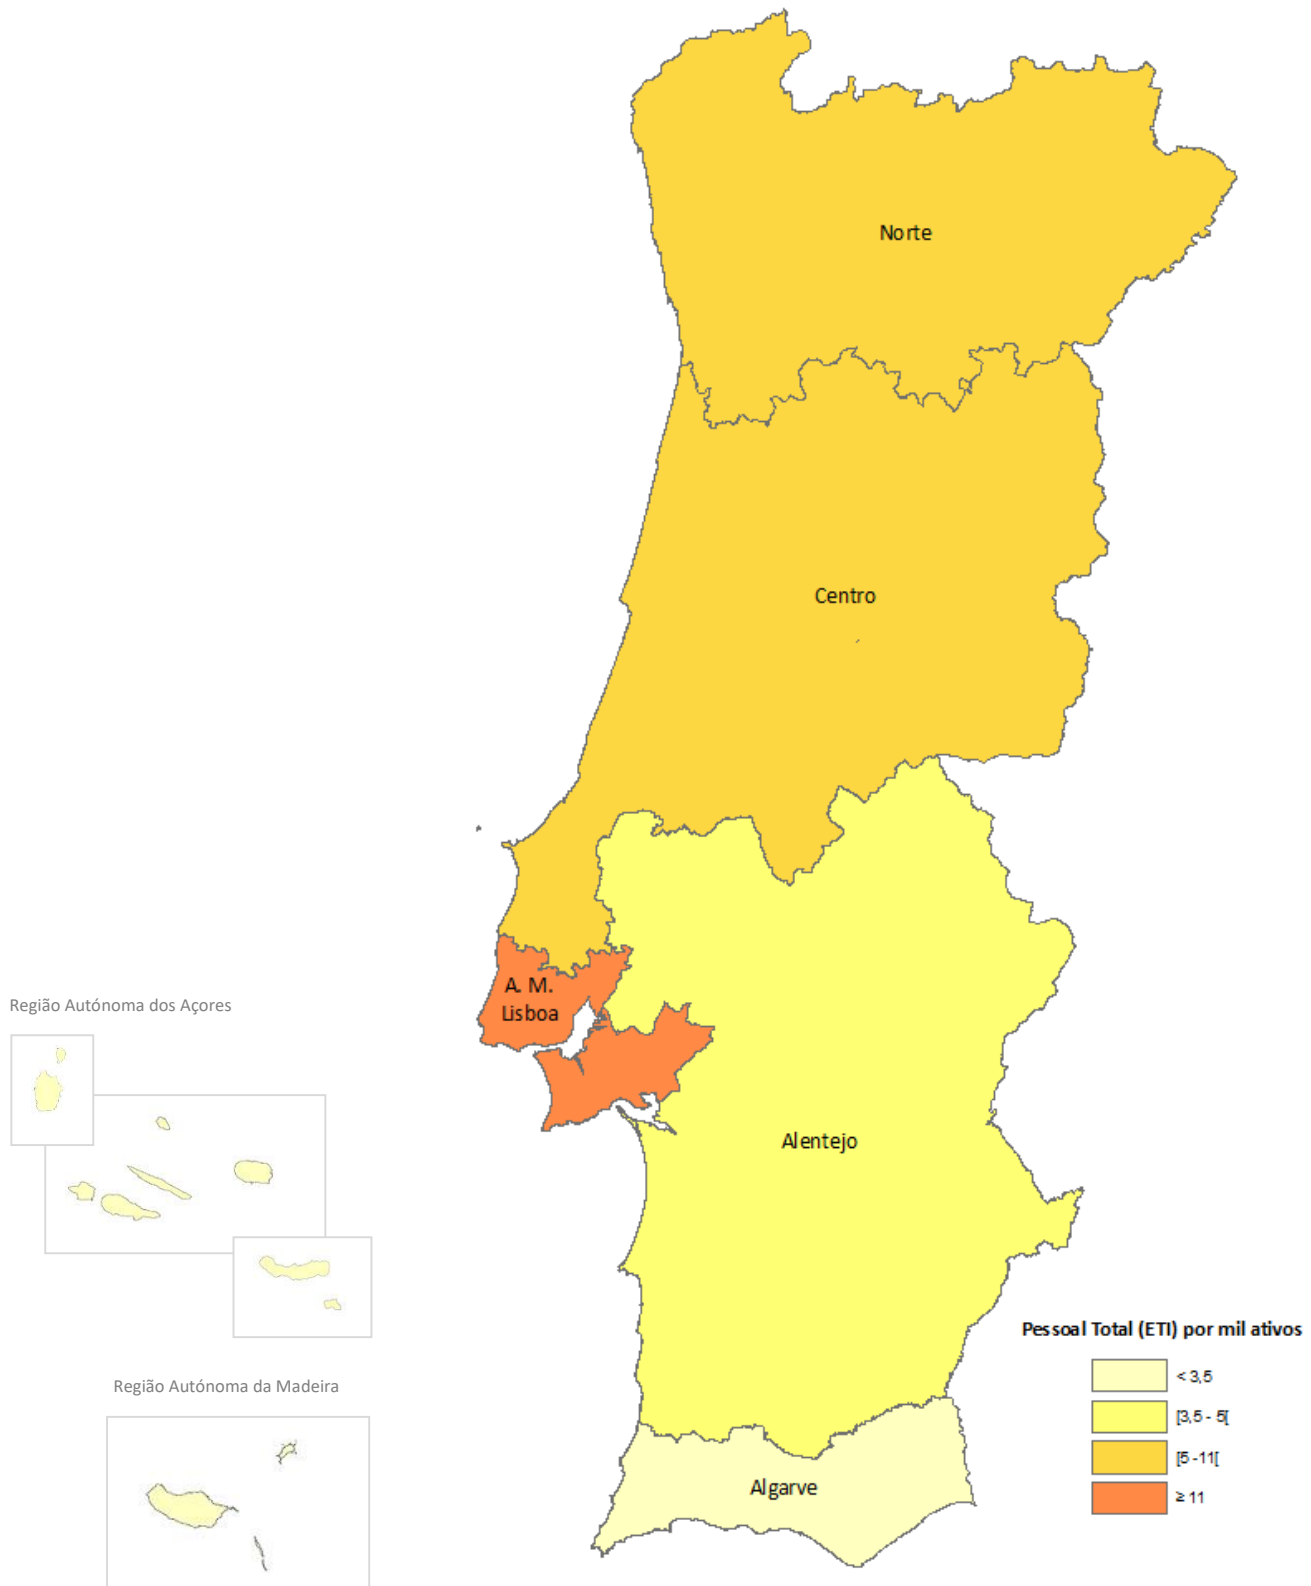 Norte
Centro
A. M.
Lisboa
Região Autónoma dos Açores
Alentejo
Pessoal Total (ETI) por mil ativos
< 3,5
[3,5 - 5[
[5 -11[
≥ 11
Região Autónoma da Madeira
Algarve